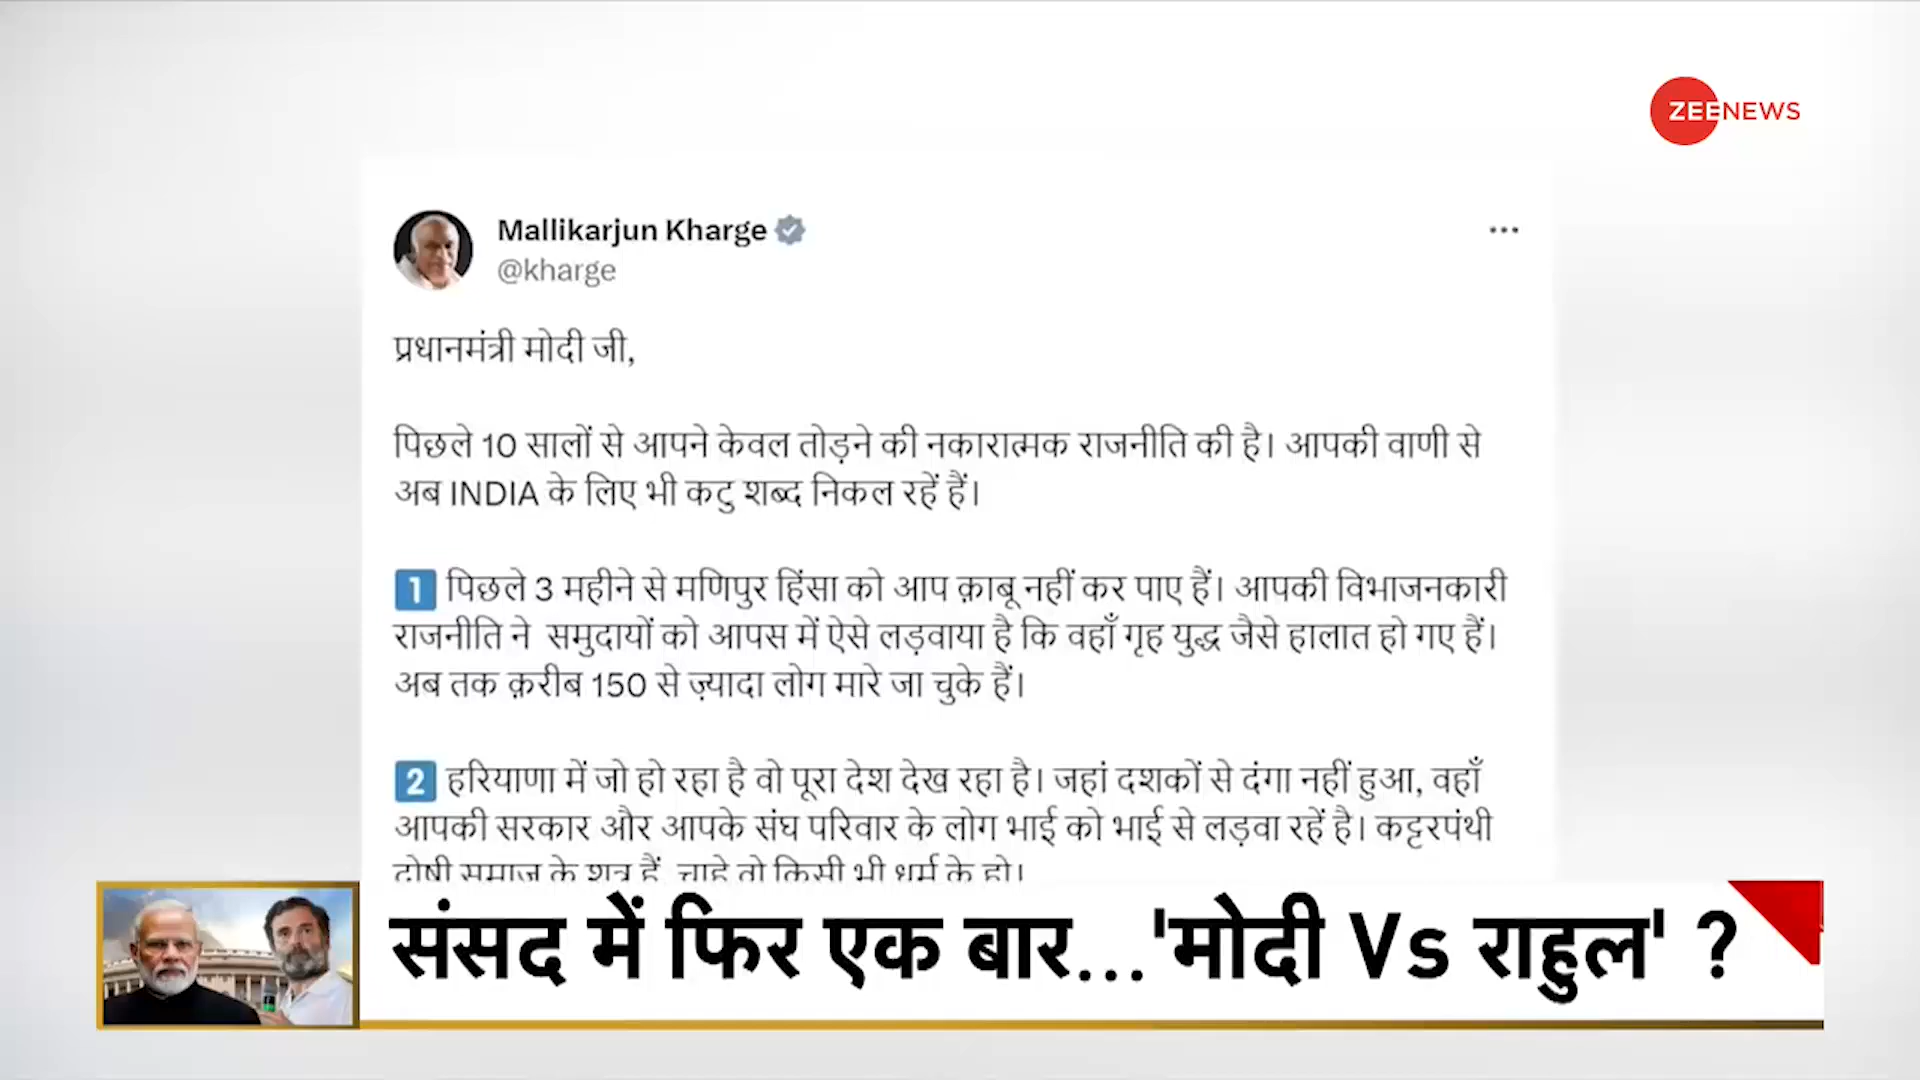 ZEENEWS
Mallikarjun Kharge
@kharge
प्रधानमंत्री मोदी जी,
पिछले 10 सालों से आपने केवल तोड़ने की नकारात्मक राजनीति की है। आपकी वाणी से
अब INDIA के लिए भी कटु शब्द निकल रहें हैं।
1 पिछले 3 महीने से मणिपुर हिंसा को आप क़ाबू नहीं कर पाए हैं। आपकी विभाजनकारी
राजनीति ने समुदायों को आपस में ऐसे लड़वाया है कि वहाँ गृह युद्ध जैसे हालात हो गए हैं।
अब तक क़रीब 150 से ज़्यादा लोग मारे जा चुके हैं।
2 हरियाणा में जो हो रहा है वो पूरा देश देख रहा है। जहां दशकों से दंगा नहीं हुआ, वहाँ
आपकी सरकार और आपके संघ परिवार के लोग भाई को भाई से लड़वा रहें है। कट्टरपंथी
दोषी समाज के शत्रु हैं, चाहे वो किसी भी धर्म के हो।
संसद में फिर एक बार...'मोदी Vs राहुल' ?